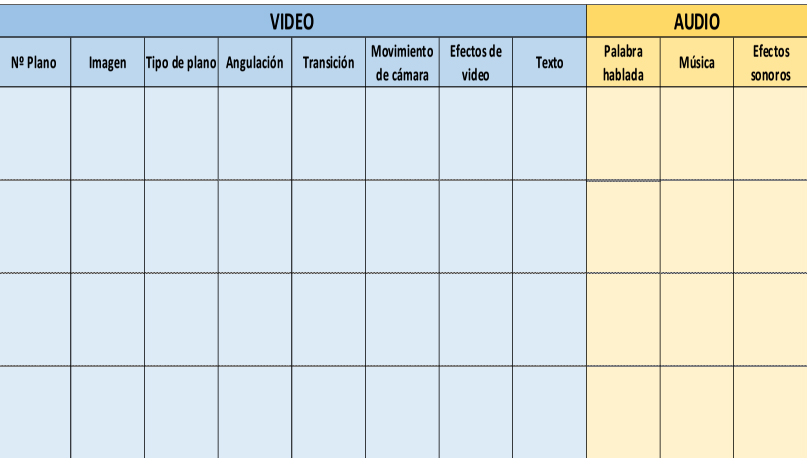 VIDEO
AUDIO
Nº Plano
Imagen
Tipo de plano
Angulación
Transición
Movimiento
de cámara
Efectos de
video
Texto
Palabra
hablada
Música
Efectos
sonoros